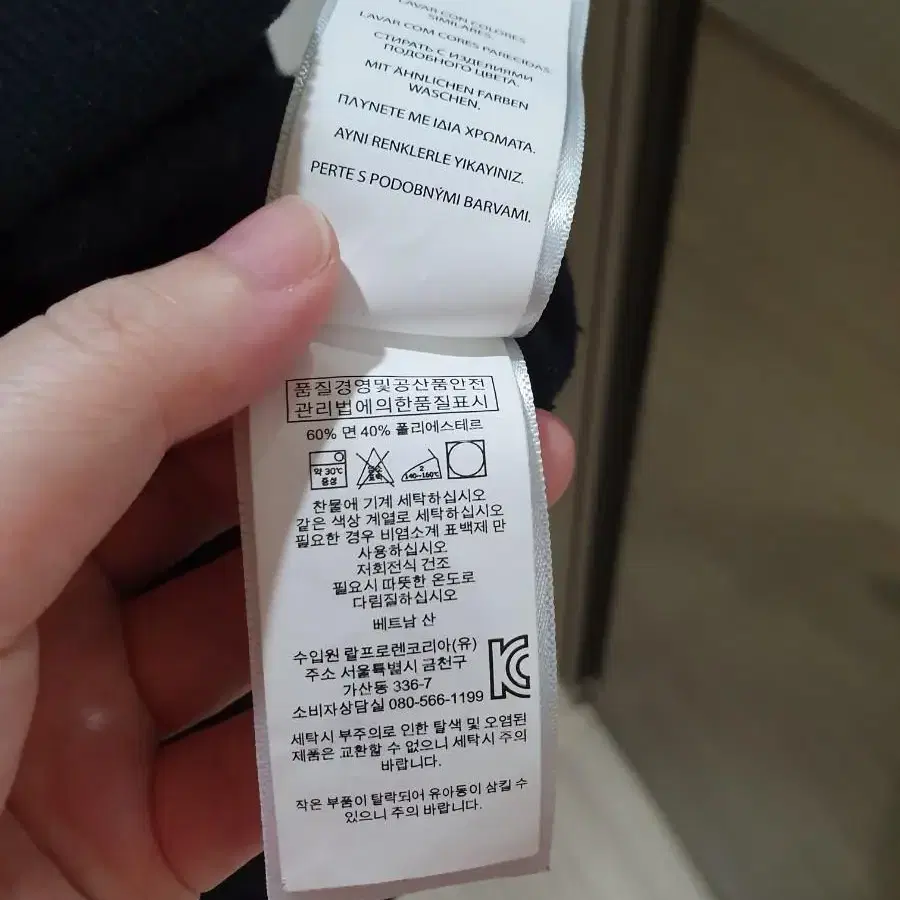 LAVAR CON COLORES
SIMILARES.
LAVAR COM CORES PARECIDAS.
СТИРАТЬ С ИЗДЕЛИЯМИ
ПОДОБНОГО ЦВЕТА.
MIT ÄHNLICHEN FARBEN
WASCHEN.
ΠΛΥΝΕΤΕ ΜΕ ΙΔΙΑ ΧΡΩΜΑΤΑ.
AYNI RENKLERLE YIKAYINIZ.
PERTE S PODOBNÝMI BARVAMI.
품질경영및공산품안전
관리법에의한품질표시
60% 면 40% 폴리에스테르
약 30℃
중성
염소
표백
2
140~160℃
찬물에 기계 세탁하십시오
같은 색상 계열로 세탁하십시오
필요한 경우 비염소계 표백제 만
사용하십시오
저회전식 건조
필요시 따뜻한 온도로
다림질하십시오
베트남 산
수입원 랄프로렌코리아(유)
주소 서울특별시 금천구
가산동 336-7
소비자상담실 080-566-1199
세탁시 부주의로 인한 탈색 및 오염된
제품은 교환할 수 없으니 세탁시 주의
바랍니다.
작은 부품이 탈락되어 유아동이 삼킬 수
있으니 주의 바랍니다.